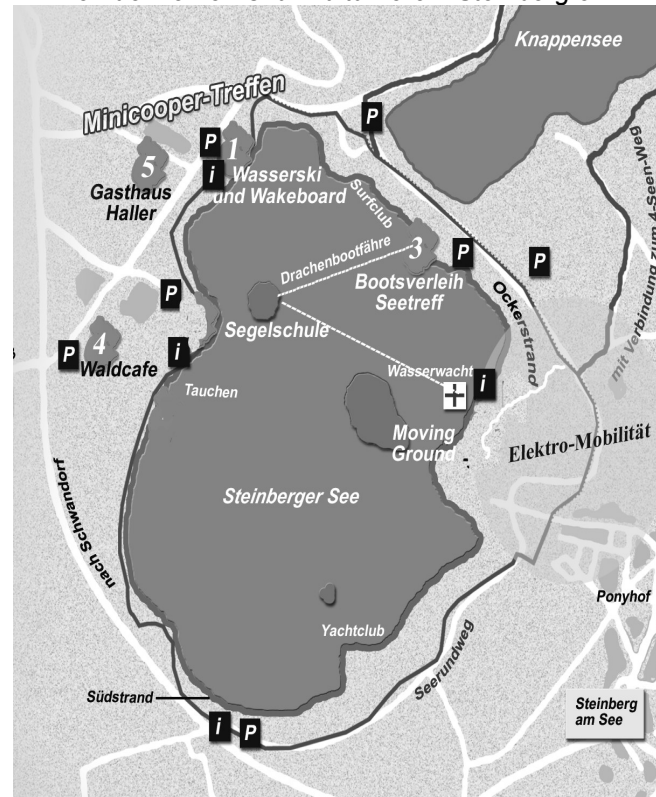 Knappensee
Minicooper-Treffen
P
P
1
i
5
Gasthaus
Haller
Wasserski
und Wakeboard
Surfclub
mit Verbindung zum 4-Seen-Weg
Drachenbootfähre
3
P
P
Bootsverleih
Seetreff
Ockerstrand
P
Segelschule
4
P
Waldcafe
i
Tauchen
Wasserwacht
i
Moving
Ground
Elektro-Mobilität
nach Schwandorf
Steinberger See
Ponyhof
Yachtclub
Seerundweg
Südstrand
i
P
Steinberg
am See